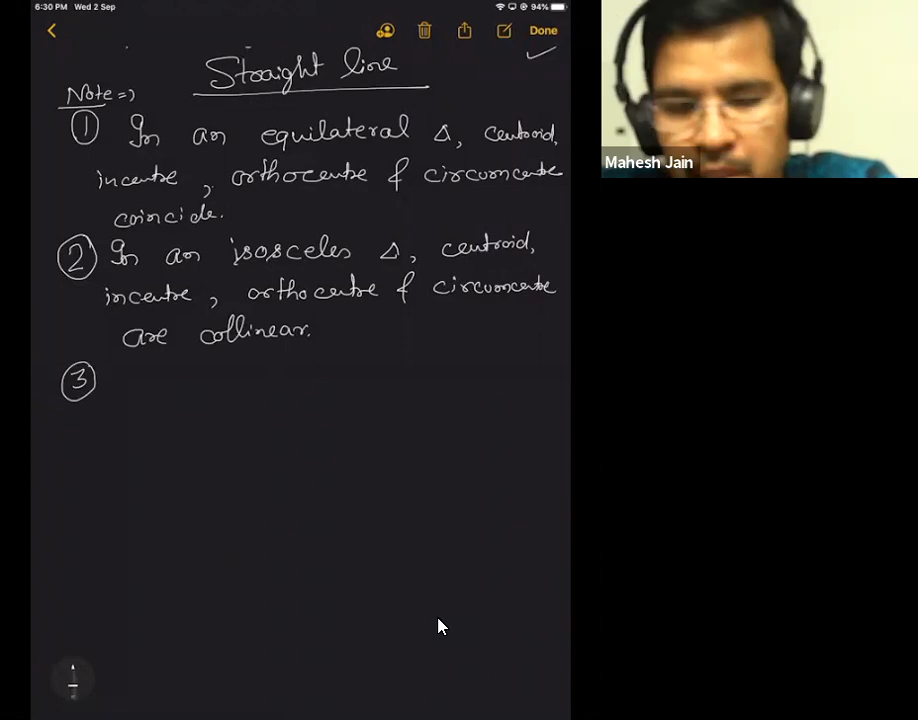 6:30 PM Wed 2 Sep
94%
Done
Straight line
Note ⇒
① In an equilateral Δ, centroid,
incentre, orthocentre & circumcentre
coincide.
② In an isosceles Δ, centroid,
incentre, orthocentre & circumcentre
are collinear.
③
Mahesh Jain